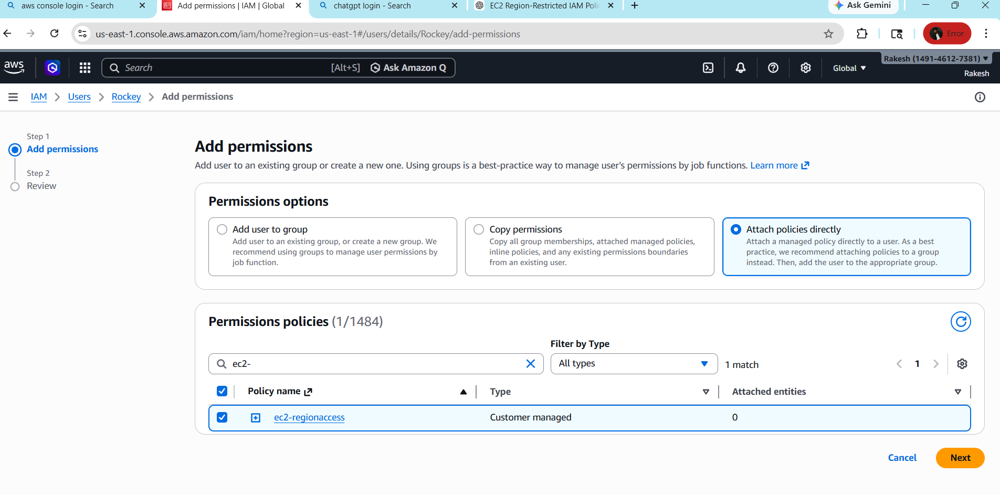 aws console login - Search
Add permissions | IAM | Global
chatgpt login - Search
EC2 Region-Restricted IAM Poli
Ask Gemini
us-east-1.console.aws.amazon.com/iam/home?region=us-east-1#/users/details/Rockey/add-permissions
Error
aws
Search
[Alt+S]
Ask Amazon Q
Global
Rakesh (1491-4612-7381)
Rakesh
IAM
Users
Rockey
Add permissions
Step 1
Add permissions
Step 2
Review
Add permissions
Add user to an existing group or create a new one. Using groups is a best-practice way to manage user's permissions by job functions. Learn more
Permissions options
Add user to group
Add user to an existing group, or create a new group. We
recommend using groups to manage user permissions by
job function.
Copy permissions
Copy all group memberships, attached managed policies,
inline policies, and any existing permissions boundaries
from an existing user.
Attach policies directly
Attach a managed policy directly to a user. As a best
practice, we recommend attaching policies to a group
instead. Then, add the user to the appropriate group.
Permissions policies (1/1484)
Filter by Type
ec2-
All types
1 match
1
Policy name
Type
Attached entities
ec2-regionaccess
Customer managed
0
Cancel
Next